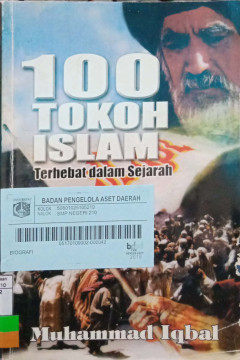 100
TOKOH
ISLAM
Terhebat dalam Sejarah
BADAN PENGELOLA ASET DAERAH
BIOGRAFI
Muhammad Iqbal